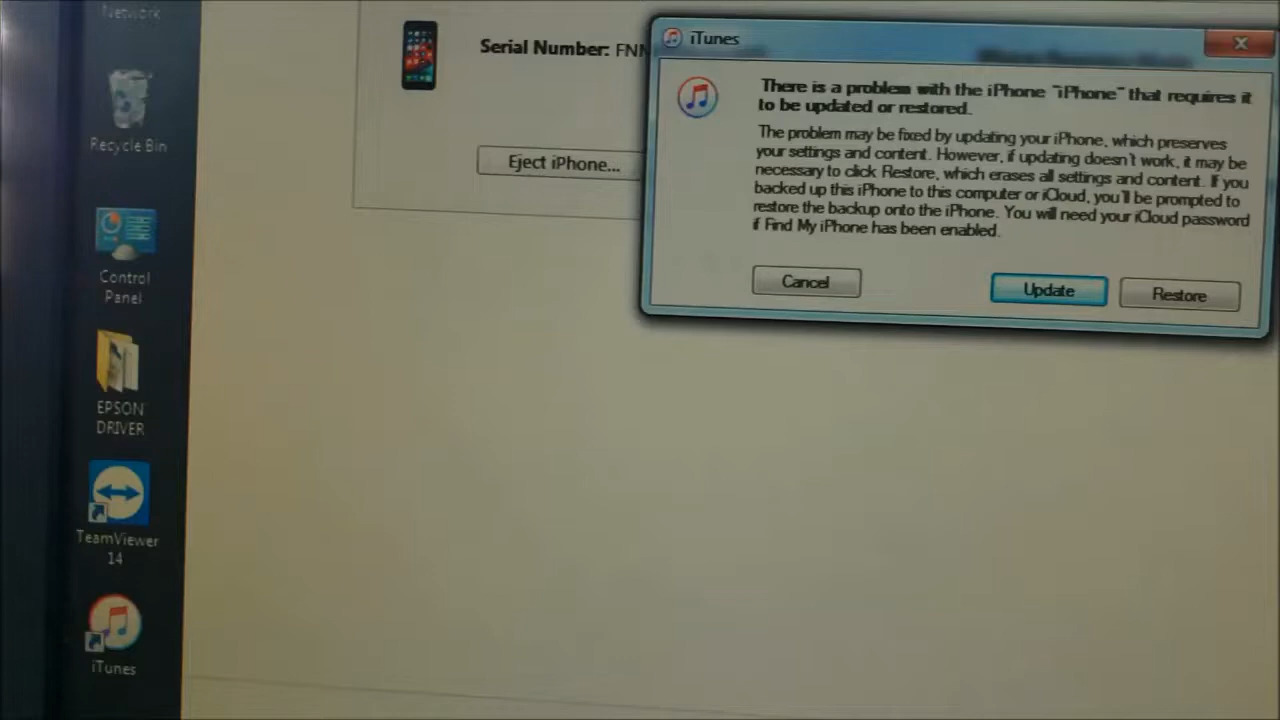 Network
Recycle Bin
Control
Panel
EPSON
DRIVER
TeamViewer
14
iTunes
Serial Number: FNN
Eject iPhone...
iTunes
There is a problem with the iPhone "iPhone" that requires it
to be updated or restored.
The problem may be fixed by updating your iPhone, which preserves
your settings and content. However, if updating doesn't work, it may be
necessary to click Restore, which erases all settings and content. If you
backed up this iPhone to this computer or iCloud, you'll be prompted to
restore the backup onto the iPhone. You will need your iCloud password
if Find My iPhone has been enabled.
Cancel
Update
Restore